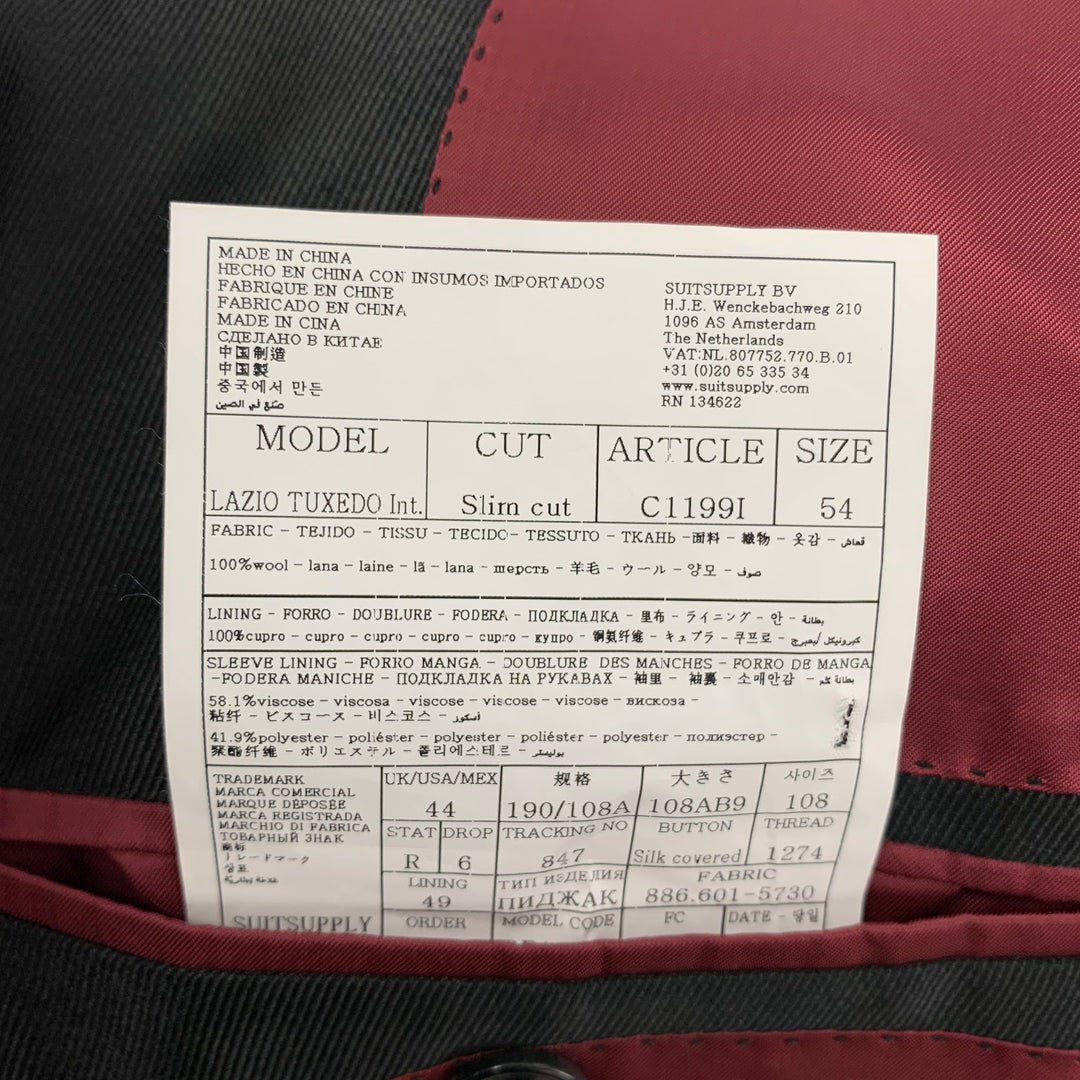 MADE IN CHINA
HECHO EN CHINA CON INSUMOS IMPORTADOS
FABRIQUE EN CHINE
FABRICADO EN CHINA
MADE IN CINA
СДЕЛАНО В КИТАЕ
中国制造
中国製
중국에서 만든
صنع في الصين
SUITSUPPLY BV
H.J.E. Wenckebachweg 210
1096 AS Amsterdam
The Netherlands
VAT:NL.807752.770.B.01
+31 (0)20 65 335 34
www.suitsupply.com
RN 134622
MODEL CUT ARTICLE SIZE
LAZIO TUXEDO Int. Slim cut C1199I 54
FABRIC - TEJIDO - TISSU - TECIDO- TESSUTO - ТКАНЬ -面料 - 織物 - 옷감 - قماش
100%wool - lana - laine - lã - lana - шерсть - 羊毛 - ウール - 양모 - صوف
LINING - FORRO - DOUBLURE - FODERA - ПОДКЛАДКА - 里布 - ライニング - 안 - بطانة
100%cupro - cupro - cupro - cupro - cupro - купро - 铜氨纤维 - キュプラ - 쿠프로 -
SLEEVE LINING - FORRO MANGA - DOUBLURE DES MANCHES - FORRO DE MANGA
-FODERA MANICHE - ПОДКЛАДКА НА РУКАВАХ - 袖里 - 袖裏 - 소매안감 - بطانة كم
58.1%viscose - viscosa - viscose - viscose - viscose - вискоза -
粘纤 - ビスコース - 비스코스 -
41.9%polyester - poliéster - polyester - poliéster - polyester - полиэстер -
聚酯纤维 - ポリエステル - 폴리에스테르 - بوليستر
TRADEMARK
MARCA COMERCIAL
MARQUE DÉPOSÉE
MARCA REGISTRADA
MARCHIO DI FABRICA
ТОВАРНЫЙ ЗНАК
商标
トレードマーク
상표
علامة تجارية
SUITSUPPLY
UK/USA/MEX 规格 大きさ 사이즈
44 190/108A 108AB9 108
STAT DROP TRACKING NO BUTTON THREAD
R 6 847 Silk covered 1274
LINING ТИП ИЗДЕЛИЯ FABRIC
49 ПИДЖАК 886.601-5730
ORDER MODEL CODE FC DATE -